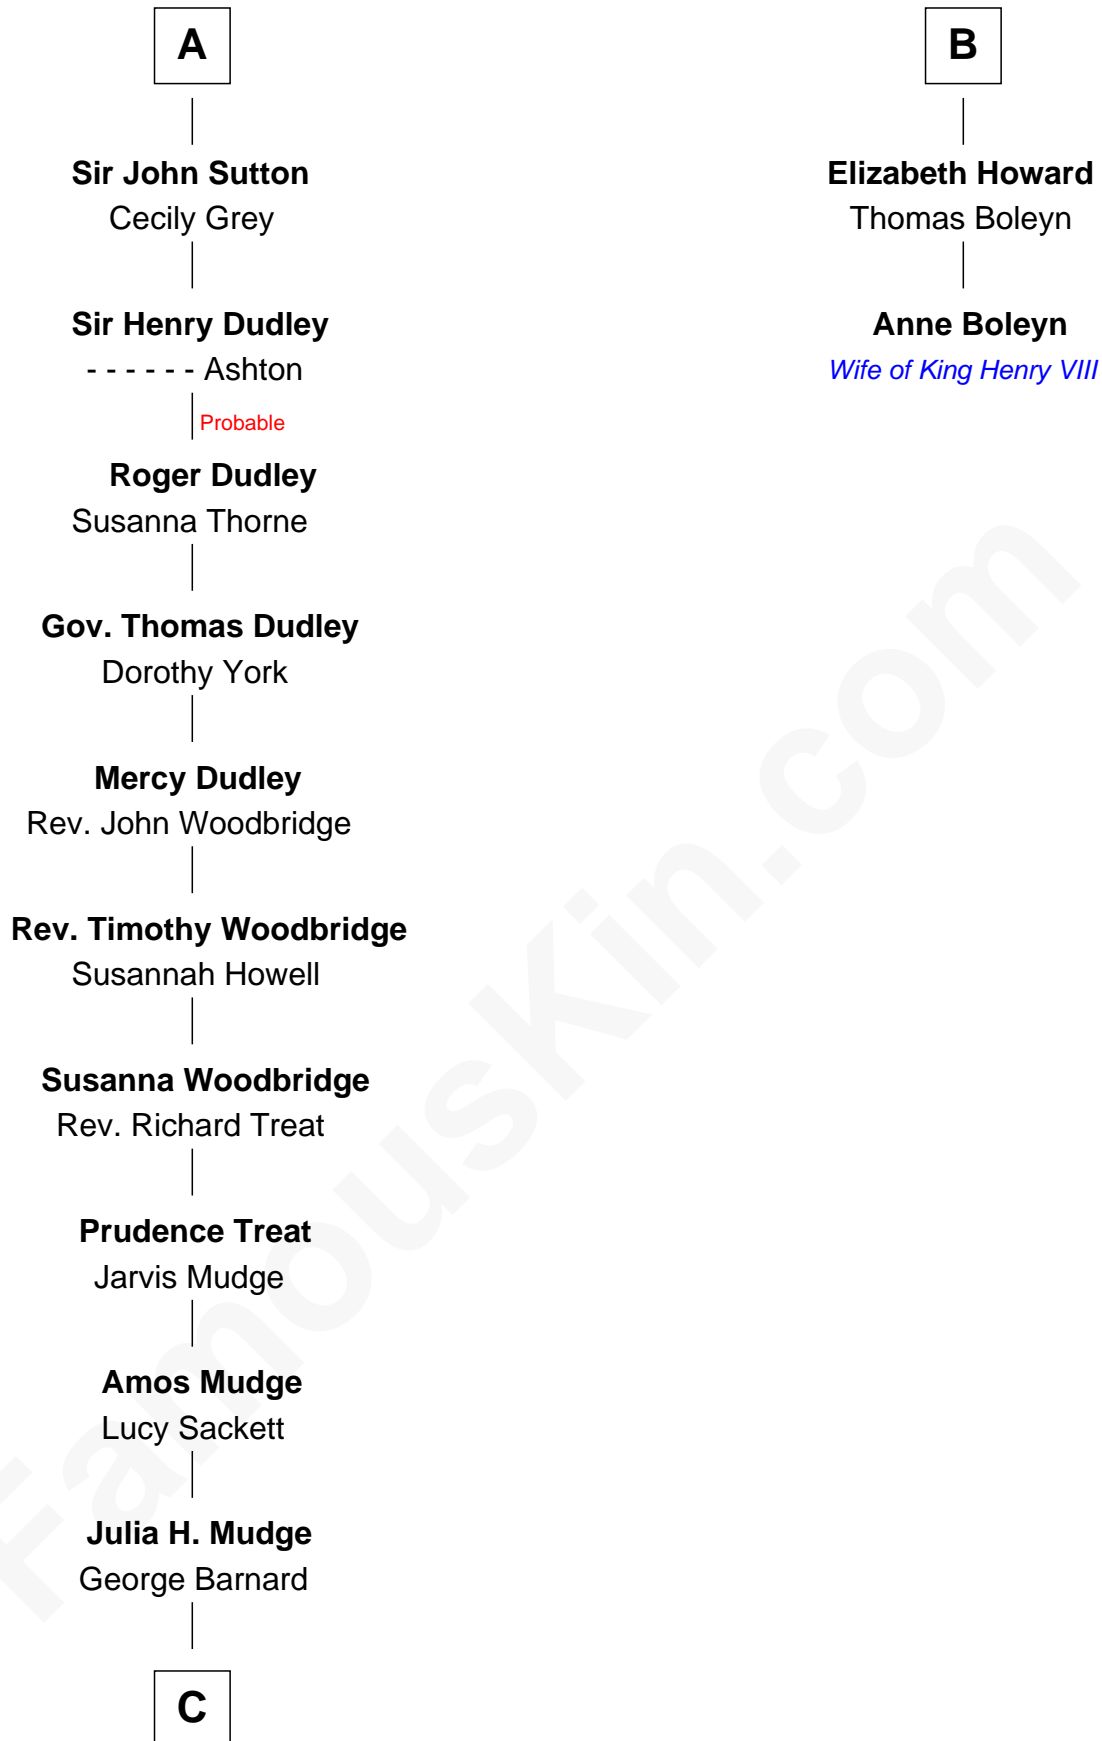 A
B
Sir John Sutton
Cecily Grey
Elizabeth Howard
Thomas Boleyn
Sir Henry Dudley
- - - - - - Ashton
Anne Boleyn
Wife of King Henry VIII
Probable
Roger Dudley
Susanna Thorne
Gov. Thomas Dudley
Dorothy York
Mercy Dudley
Rev. John Woodbridge
Rev. Timothy Woodbridge
Susannah Howell
Susanna Woodbridge
Rev. Richard Treat
Prudence Treat
Jarvis Mudge
Amos Mudge
Lucy Sackett
Julia H. Mudge
George Barnard
C
FamousKin.com